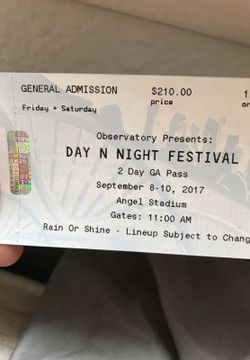 GENERAL ADMISSION $210.00 1
Friday + Saturday price
Observatory Presents:
DAY N NIGHT FESTIVAL
2 Day GA Pass
September 8-10, 2017
Angel Stadium
Gates: 11:00 AM
Rain Or Shine - Lineup Subject to Chang